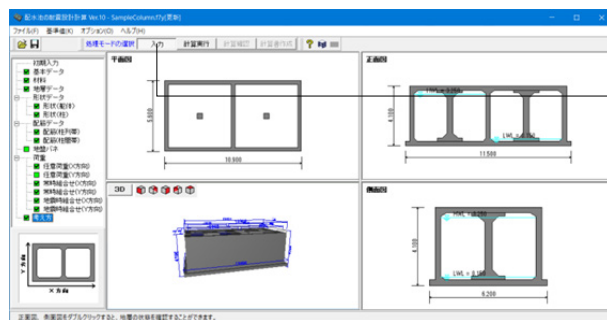 配水池の耐震設計計算 Ver.10 - SampleColumn.f7y(更新)
ファイル(F) 基準値(K) オプション(O) ヘルプ(H)
処理モードの選択 入力 計算実行 計算確認 計算書作成
初期入力
基本データ
材料
地層データ
形状データ
形状(躯体)
形状(柱)
配筋データ
配筋(柱列帯)
配筋(柱間帯)
地盤バネ
荷重
任意荷重(X方向)
任意荷重(Y方向)
常時組合せ(X方向)
常時組合せ(Y方向)
地震時組合せ(X方向)
地震時組合せ(Y方向)
考え方
Y方向
X方向
平面図
5.600
10.900
正面図
4.100
11.500
3D
側面図
4.100
6.200
正面図、側面図をダブルクリックすると、地層の状態を確認することができます。